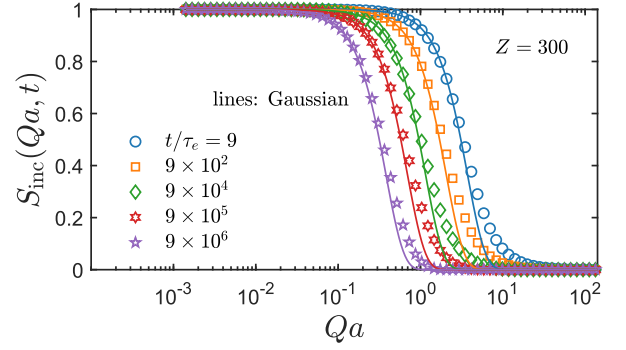 1
0.8
0.6
0.4
0.2
0
S_inc(Qa, t)
Z = 300
lines: Gaussian
t/τ_e = 9
9 × 10^2
9 × 10^4
9 × 10^5
9 × 10^6
10^-3 10^-2 10^-1 10^0 10^1 10^2
Qa